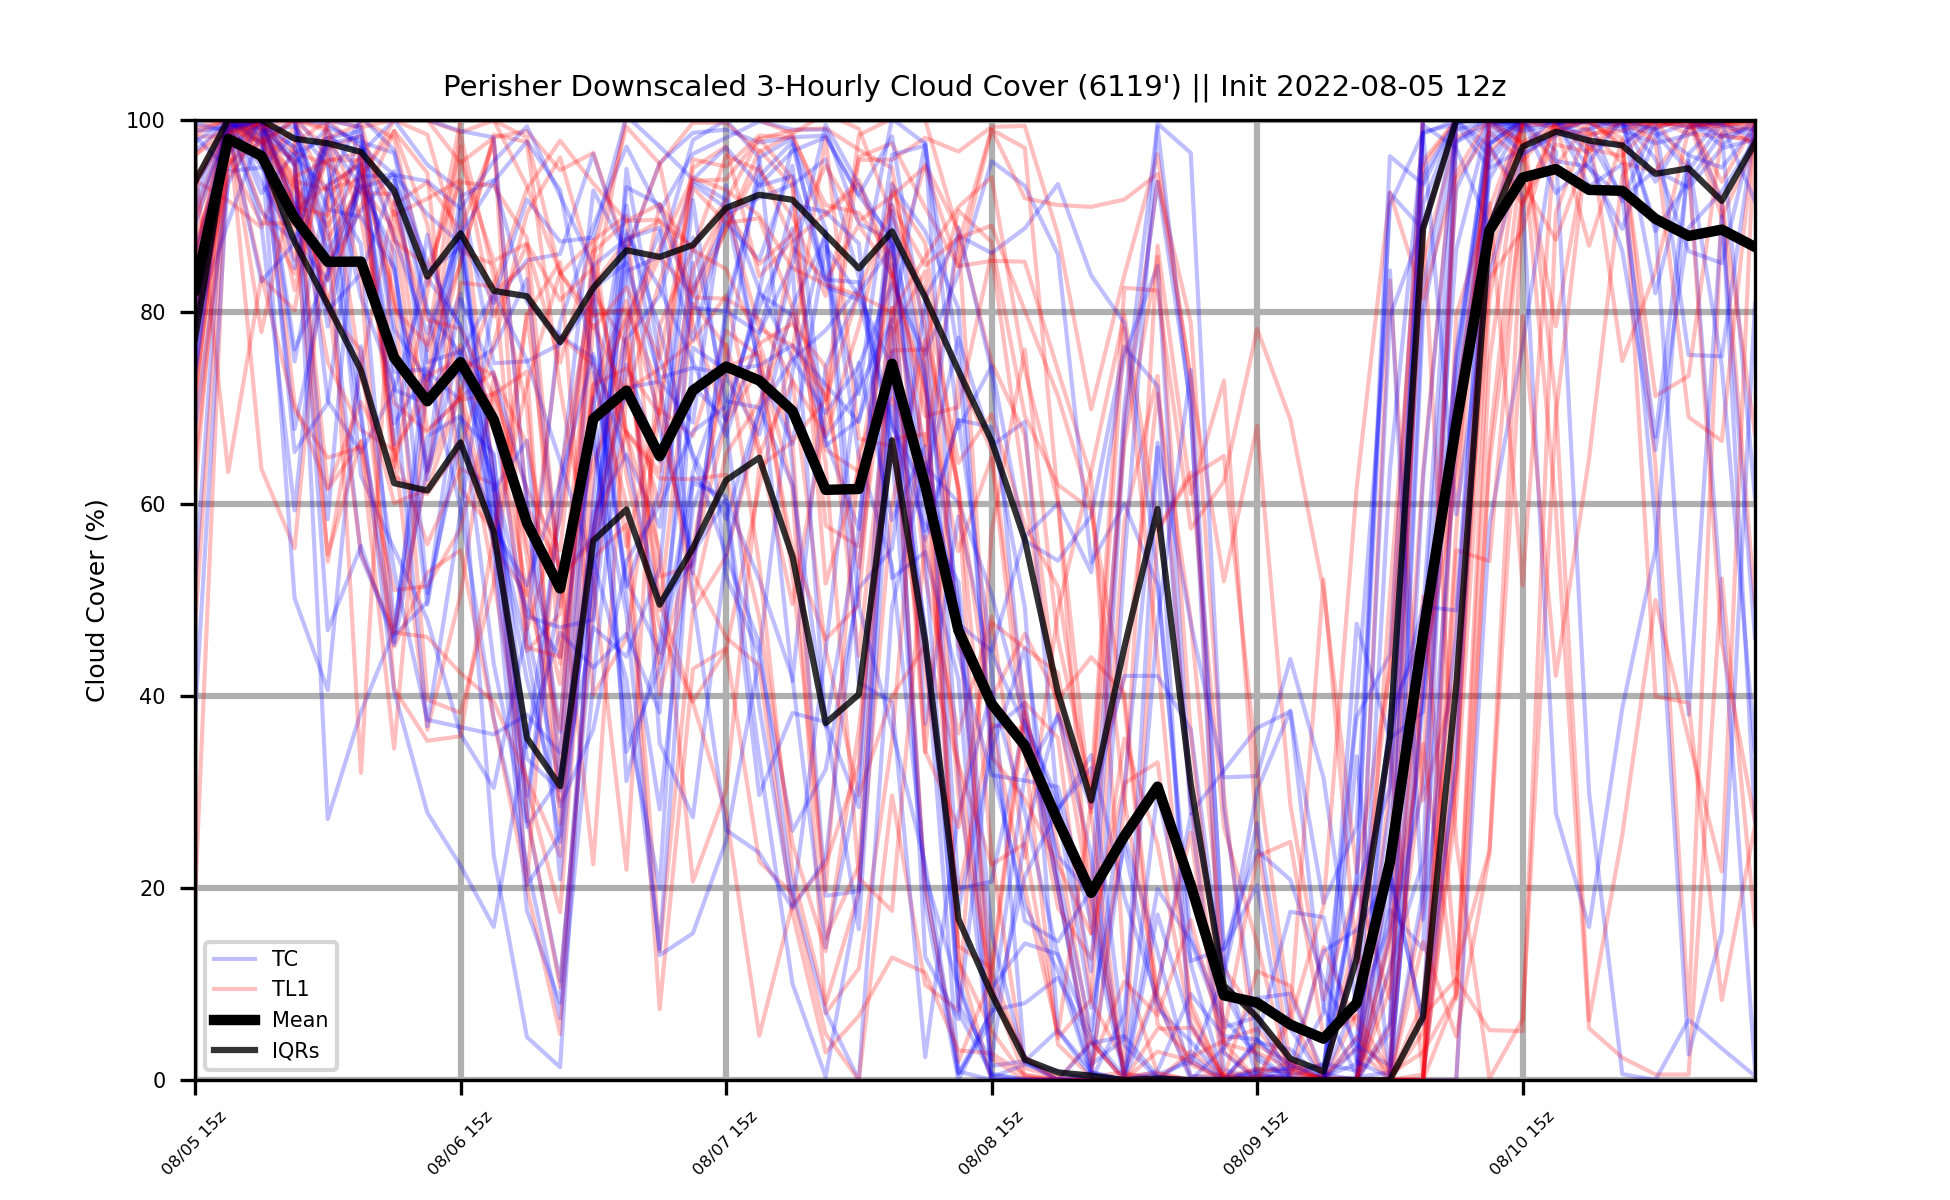 Perisher Downscaled 3-Hourly Cloud Cover (6119') || Init 2022-08-05 12z
100
80
60
40
20
0
Cloud Cover (%)
TC
TL1
Mean
IQRs
08/05 15z
08/06 15z
08/07 15z
08/08 15z
08/09 15z
08/10 15z